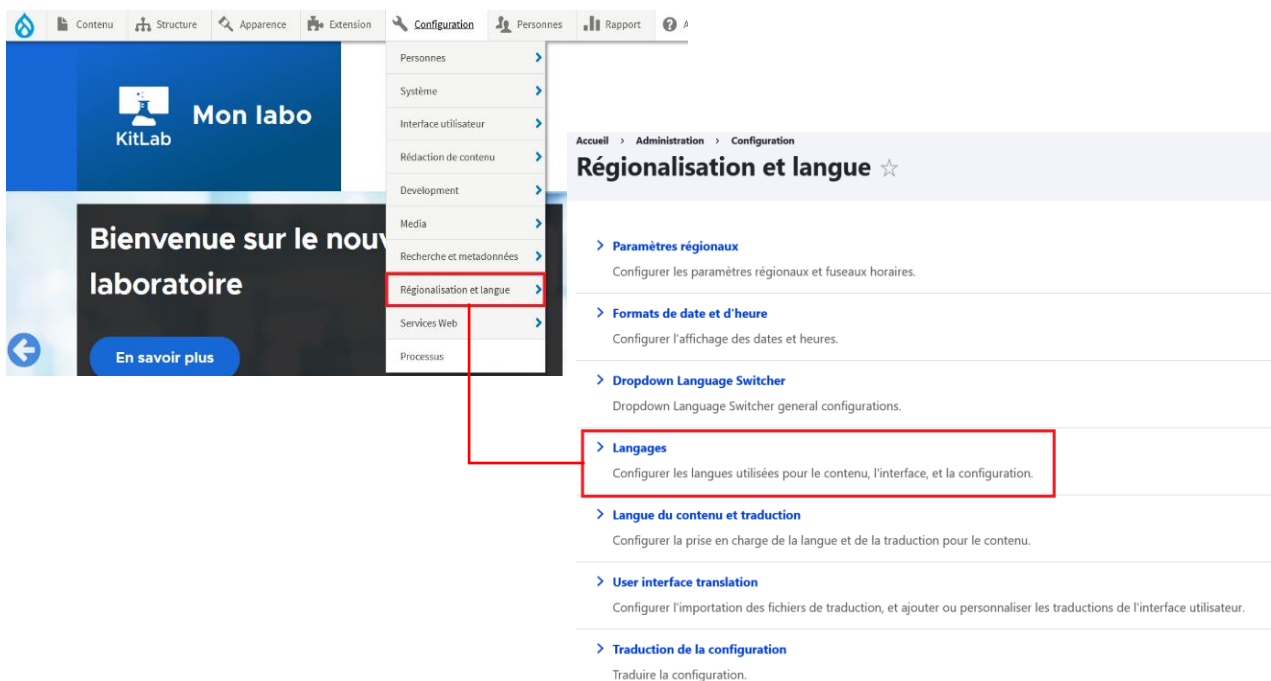 Contenu Structure Apparence Extension Configuration Personnes Rapport
Personnes
Système
Interface utilisateur
Rédaction de contenu
Development
Media
Recherche et metadonnées
Régionalisation et langue
Services Web
Processus
KitLab
Mon labo
Bienvenue sur le nouv
laboratoire
En savoir plus
Accueil > Administration > Configuration
Régionalisation et langue
Paramètres régionaux
Configurer les paramètres régionaux et fuseaux horaires.
Formats de date et d'heure
Configurer l'affichage des dates et heures.
Dropdown Language Switcher
Dropdown Language Switcher general configurations.
Langages
Configurer les langues utilisées pour le contenu, l'interface, et la configuration.
Langue du contenu et traduction
Configurer la prise en charge de la langue et de la traduction pour le contenu.
User interface translation
Configurer l'importation des fichiers de traduction, et ajouter ou personnaliser les traductions de l'interface utilisateur.
Traduction de la configuration
Traduire la configuration.